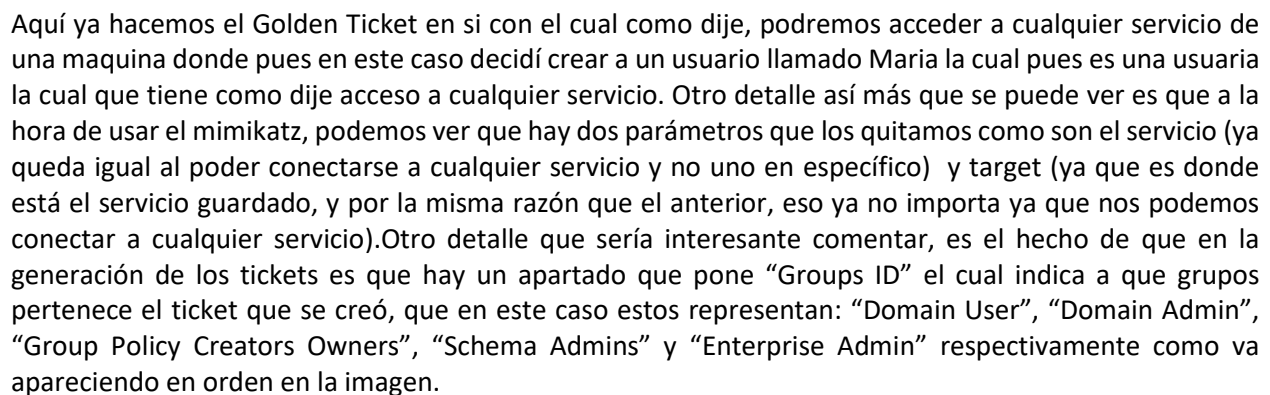 Aquí ya hacemos el Golden Ticket en si con el cual como dije, podremos acceder a cualquier servicio de
una maquina donde pues en este caso decidí crear a un usuario llamado Maria la cual pues es una usuaria
la cual que tiene como dije acceso a cualquier servicio. Otro detalle así más que se puede ver es que a la
hora de usar el mimikatz, podemos ver que hay dos parámetros que los quitamos como son el servicio (ya
queda igual al poder conectarse a cualquier servicio y no uno en específico)  y target (ya que es donde
está el servicio guardado, y por la misma razón que el anterior, eso ya no importa ya que nos podemos
conectar a cualquier servicio).Otro detalle que sería interesante comentar, es el hecho de que en la
generación de los tickets es que hay un apartado que pone “Groups ID” el cual indica a que grupos
pertenece el ticket que se creó, que en este caso estos representan: “Domain User”, “Domain Admin”,
“Group Policy Creators Owners”, “Schema Admins” y “Enterprise Admin” respectivamente como va
apareciendo en orden en la imagen.